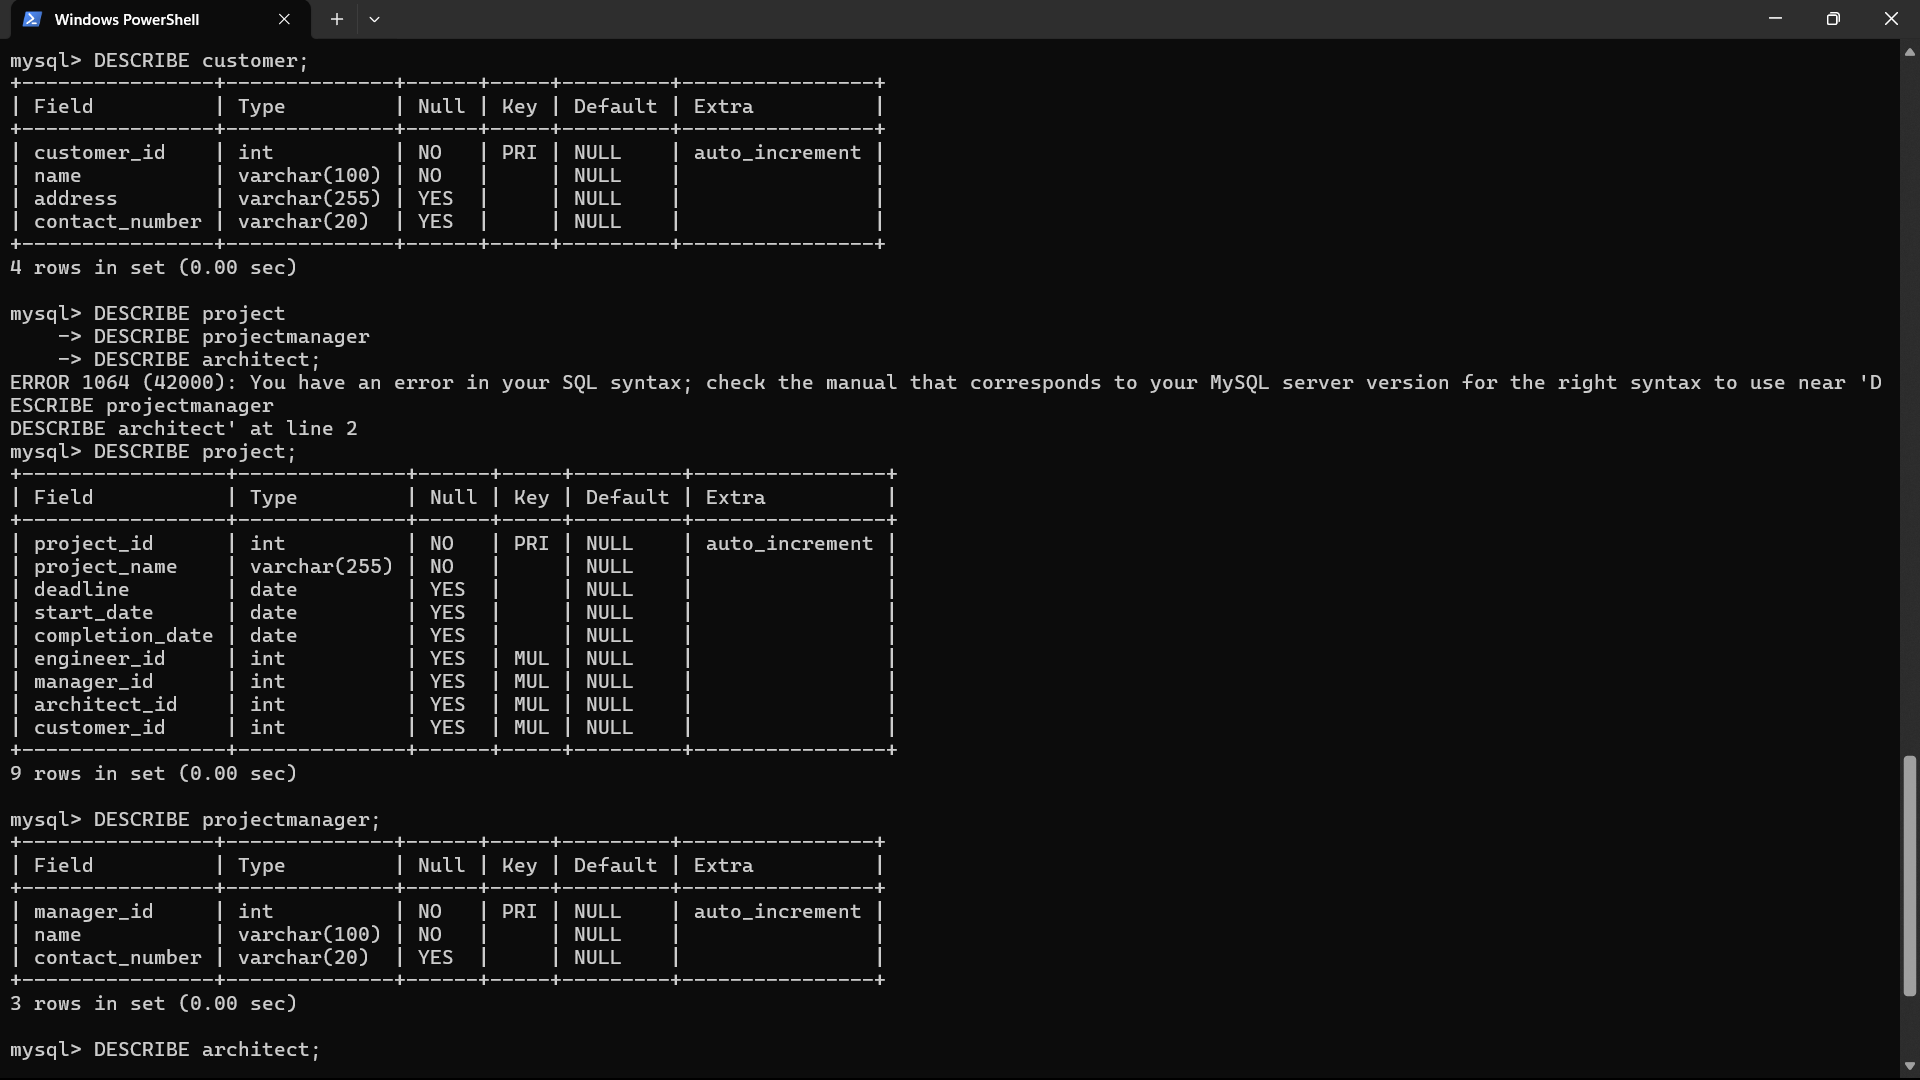 Windows PowerShell
mysql> DESCRIBE customer;
+----------------+--------------+------+-----+---------+----------------+
| Field          | Type         | Null | Key | Default | Extra          |
+----------------+--------------+------+-----+---------+----------------+
| customer_id    | int          | NO   | PRI | NULL    | auto_increment |
| name           | varchar(100) | NO   |     | NULL    |                |
| address        | varchar(255) | YES  |     | NULL    |                |
| contact_number | varchar(20)  | YES  |     | NULL    |                |
+----------------+--------------+------+-----+---------+----------------+
4 rows in set (0.00 sec)

mysql> DESCRIBE project
    -> DESCRIBE projectmanager
    -> DESCRIBE architect;
ERROR 1064 (42000): You have an error in your SQL syntax; check the manual that corresponds to your MySQL server version for the right syntax to use near 'D
ESCRIBE projectmanager
DESCRIBE architect' at line 2
mysql> DESCRIBE project;
+-----------------+--------------+------+-----+---------+----------------+
| Field           | Type         | Null | Key | Default | Extra          |
+-----------------+--------------+------+-----+---------+----------------+
| project_id      | int          | NO   | PRI | NULL    | auto_increment |
| project_name    | varchar(255) | NO   |     | NULL    |                |
| deadline        | date         | YES  |     | NULL    |                |
| start_date      | date         | YES  |     | NULL    |                |
| completion_date | date         | YES  |     | NULL    |                |
| engineer_id     | int          | YES  | MUL | NULL    |                |
| manager_id      | int          | YES  | MUL | NULL    |                |
| architect_id    | int          | YES  | MUL | NULL    |                |
| customer_id     | int          | YES  | MUL | NULL    |                |
+-----------------+--------------+------+-----+---------+----------------+
9 rows in set (0.00 sec)

mysql> DESCRIBE projectmanager;
+----------------+--------------+------+-----+---------+----------------+
| Field          | Type         | Null | Key | Default | Extra          |
+----------------+--------------+------+-----+---------+----------------+
| manager_id     | int          | NO   | PRI | NULL    | auto_increment |
| name           | varchar(100) | NO   |     | NULL    |                |
| contact_number | varchar(20)  | YES  |     | NULL    |                |
+----------------+--------------+------+-----+---------+----------------+
3 rows in set (0.00 sec)

mysql> DESCRIBE architect;